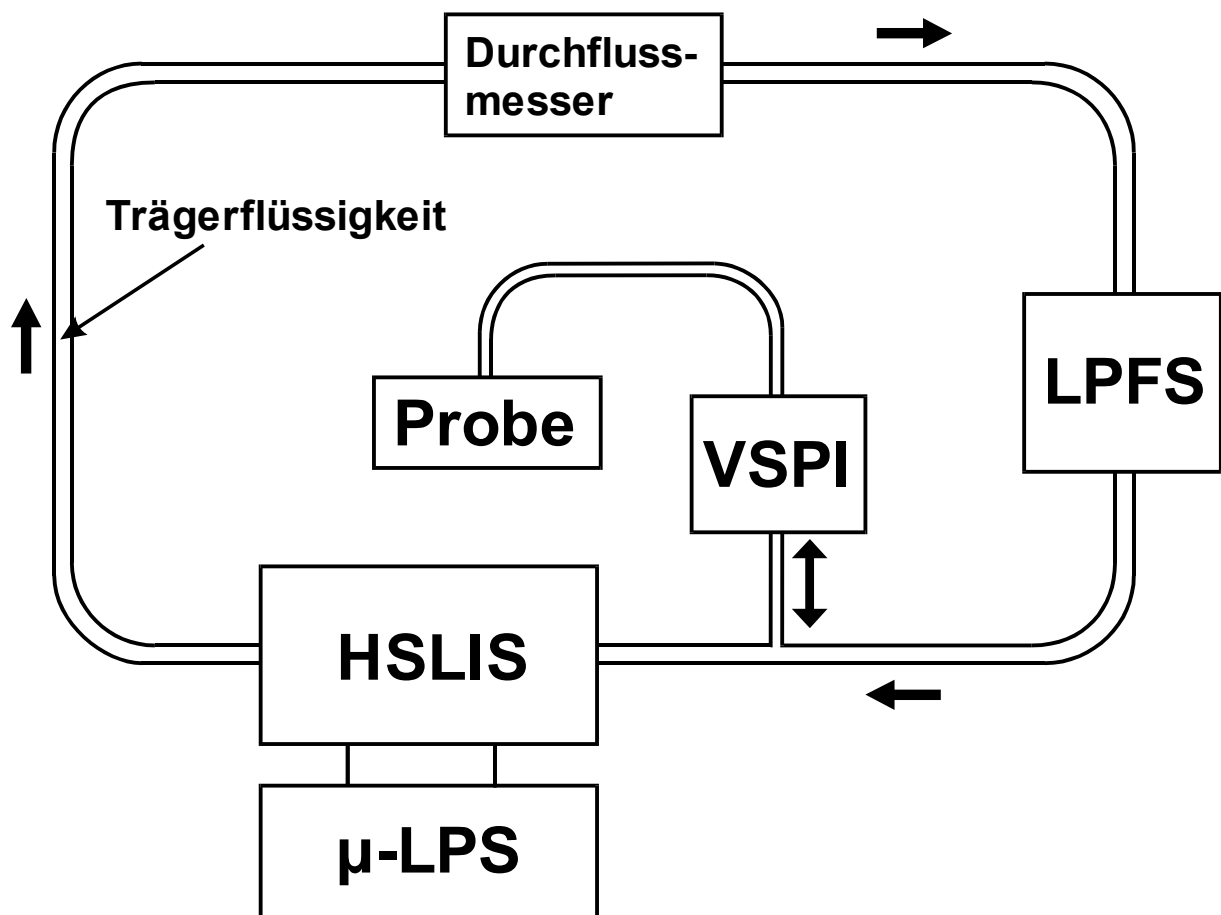 Durchfluss-
messer
Trägerflüssigkeit
LPFS
Probe
VSPI
HSLIS
µ-LPS